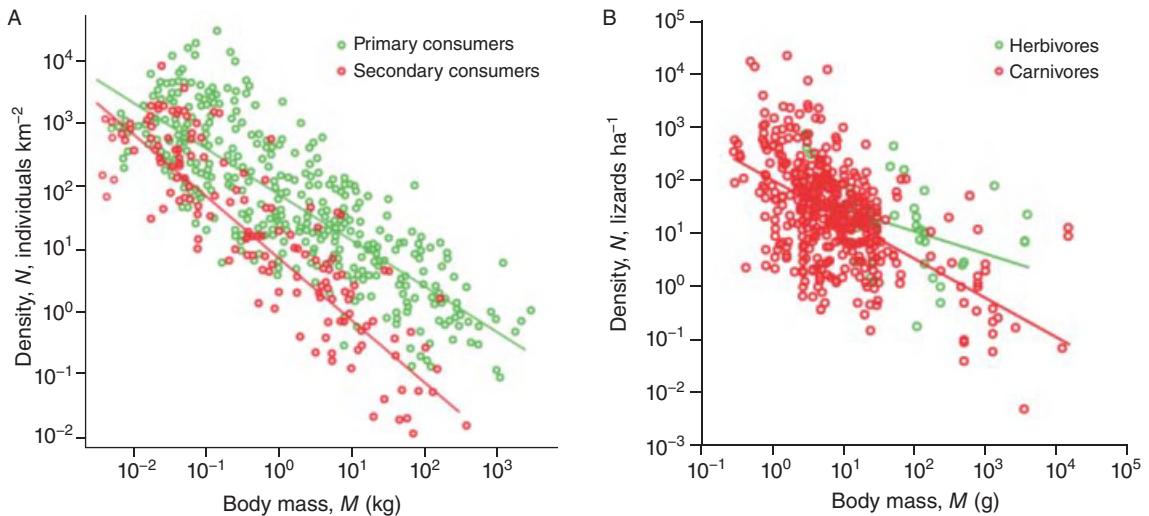 A
Primary consumers
Secondary consumers
Density, N, individuals km⁻²
10⁴
10³
10²
10¹
10⁰
10⁻¹
10⁻²
10⁻² 10⁻¹ 10⁰ 10¹ 10² 10³
Body mass, M (kg)
B
Herbivores
Carnivores
Density, N, lizards ha⁻¹
10⁵
10⁴
10³
10²
10¹
10⁰
10⁻¹
10⁻²
10⁻³
10⁻¹ 10⁰ 10¹ 10² 10³ 10⁴ 10⁵
Body mass, M (g)